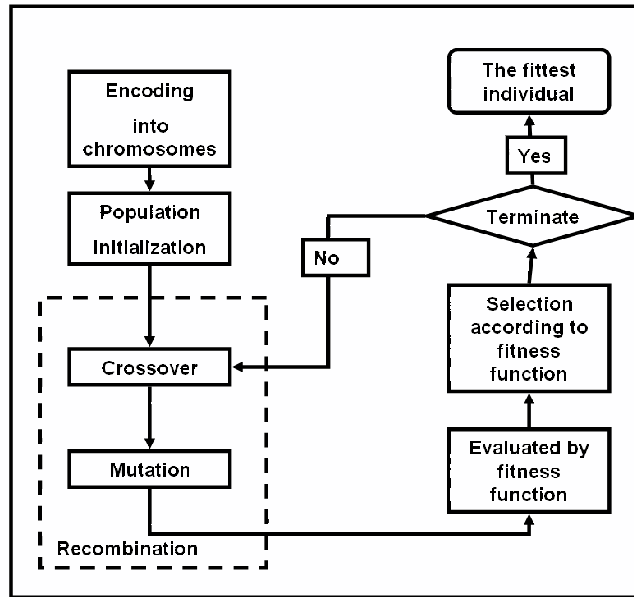 Encoding
into
chromosomes
Population
Initialization
Crossover
Mutation
Recombination
The fittest
individual
Yes
Terminate
No
Selection
according to
fitness
function
Evaluated by
fitness
function